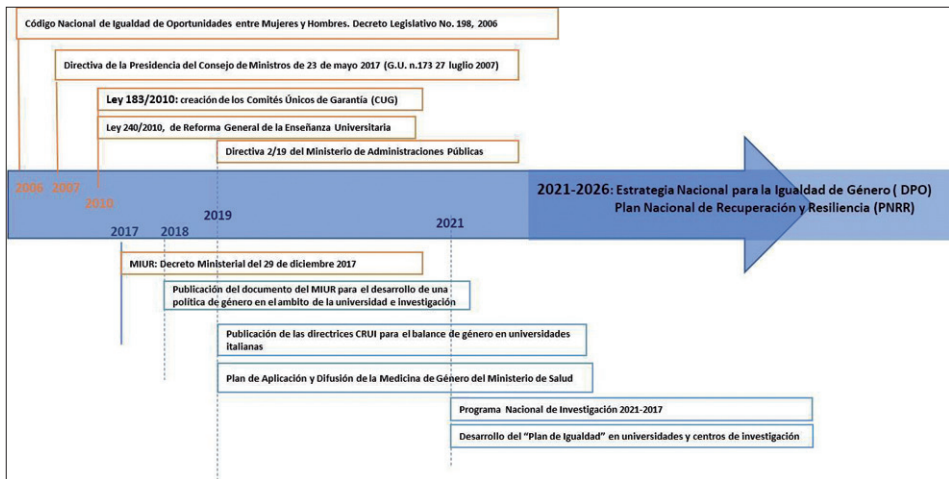 Código Nacional de Igualdad de Oportunidades entre Mujeres y Hombres. Decreto Legislativo No. 198, 2006
Directiva de la Presidencia del Consejo de Ministros de 23 de mayo 2017 (G.U. n.173 27 luglio 2007)
Ley 183/2010: creación de los Comités Únicos de Garantía (CUG)
Ley 240/2010, de Reforma General de la Enseñanza Universitaria
Directiva 2/19 del Ministerio de Administraciones Públicas
2006
2007
2010
2021-2026: Estrategia Nacional para la Igualdad de Género ( DPO)
Plan Nacional de Recuperación y Resiliencia (PNRR)
2019
2021
2017
2018
MIUR: Decreto Ministerial del 29 de diciembre 2017
Publicación del documento del MIUR para el desarrollo de una
política de género en el ambito de la universidad e investigación
Publicación de las directrices CRUI para el balance de género en universidades
italianas
Plan de Aplicación y Difusión de la Medicina de Género del Ministerio de Salud
Programa Nacional de Investigación 2021-2017
Desarrollo del “Plan de Igualdad” en universidades y centros de investigación